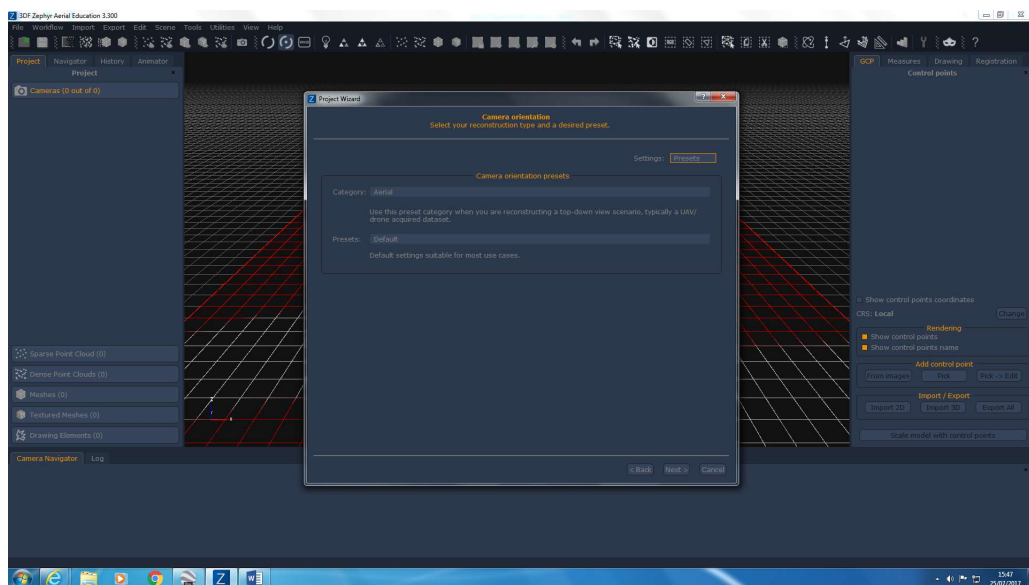 3DF Zephyr Aerial Education 3.300
File Workflow Import Export Edit Scene Tools Utilities View Help
Project Navigator History Animator
Project
Cameras (0 out of 0)
Project Wizard
Camera orientation
Select your reconstruction type and a desired preset.
Settings: Presets
Camera orientation presets
Category: Aerial
Use this preset category when you are reconstructing a top-down view scenario, typically a UAV/
drone acquired dataset.
Presets: Default
Default settings suitable for most use cases.
< Back Next > Cancel
GCP Measures Drawing Registration
Control points
Show control points coordinates
CRS: Local Change
Rendering
Show control points
Show control points name
Add control point
From images Pick Pick -> Edit
Import / Export
Import 2D Import 3D Export All
Scale model with control points
Sparse Point Cloud (0)
Dense Point Clouds (0)
Meshes (0)
Textured Meshes (0)
Drawing Elements (0)
Camera Navigator Log
15:47
25/07/2017